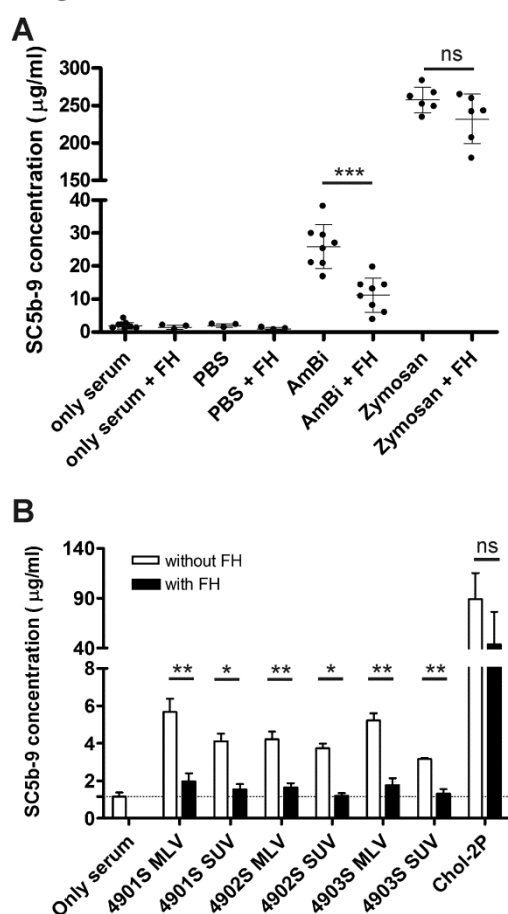 A
SC5b-9 concentration ( μg/ml)
300
250
200
150
40
30
20
10
0
ns
***
only serum
only serum + FH
PBS
PBS + FH
AmBi
AmBi + FH
Zymosan
Zymosan + FH
B
SC5b-9 concentration ( μg/ml)
140
90
40
8
6
4
2
0
without FH
with FH
ns
**
*
**
*
**
**
Only serum
4901S MLV
4901S SUV
4902S MLV
4902S SUV
4903S MLV
4903S SUV
Chol-2P